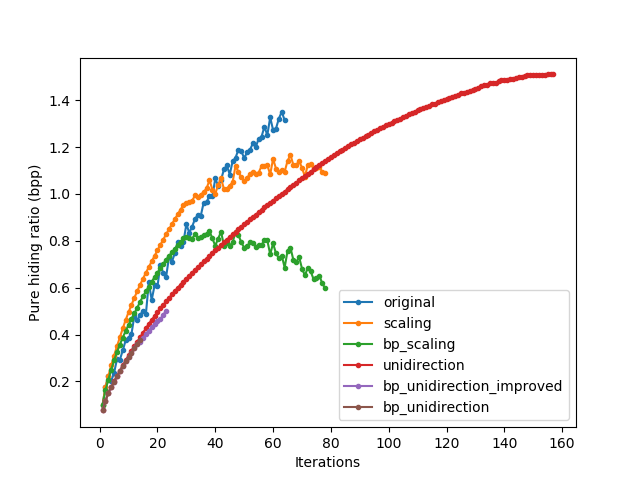 Pure hiding ratio (bpp)
1.4
1.2
1.0
0.8
0.6
0.4
0.2
0 20 40 60 80 100 120 140 160
Iterations
original
scaling
bp_scaling
unidirection
bp_unidirection_improved
bp_unidirection